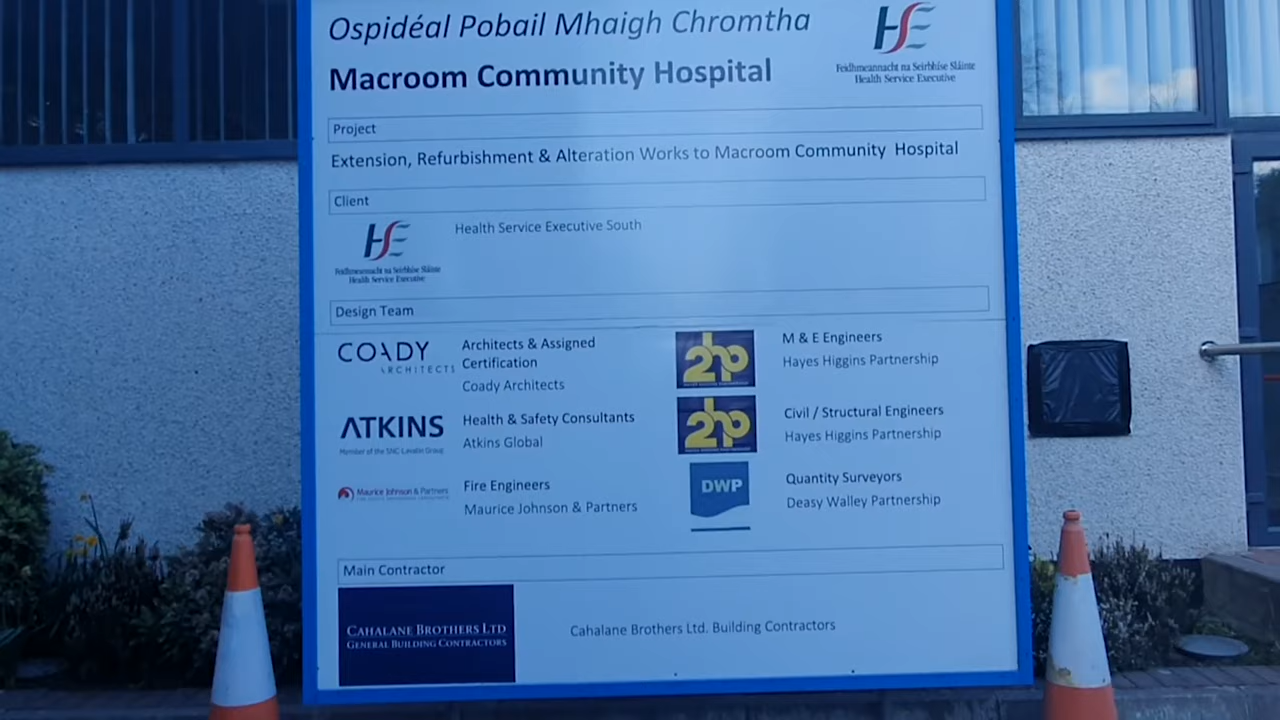 Ospidéal Pobail Mhaigh Chromtha
Macroom Community Hospital
HSE
Feidhmeannacht na Seirbhíse Sláinte
Health Service Executive
Project
Extension, Refurbishment & Alteration Works to Macroom Community Hospital
Client
HSE
Feidhmeannacht na Seirbhíse Sláinte
Health Service Executive
Health Service Executive South
Design Team
COADY
ARCHITECTS
Architects & Assigned
Certification
Coady Architects
2hp
M & E Engineers
Hayes Higgins Partnership
ATKINS
Member of the SNC-Lavalin Group
Health & Safety Consultants
Atkins Global
2hp
Civil / Structural Engineers
Hayes Higgins Partnership
Maurice Johnson & Partners
Fire Engineers
Maurice Johnson & Partners
DWP
Quantity Surveyors
Deasy Walley Partnership
Main Contractor
CAHALANE BROTHERS LTD
GENERAL BUILDING CONTRACTORS
Cahalane Brothers Ltd. Building Contractors